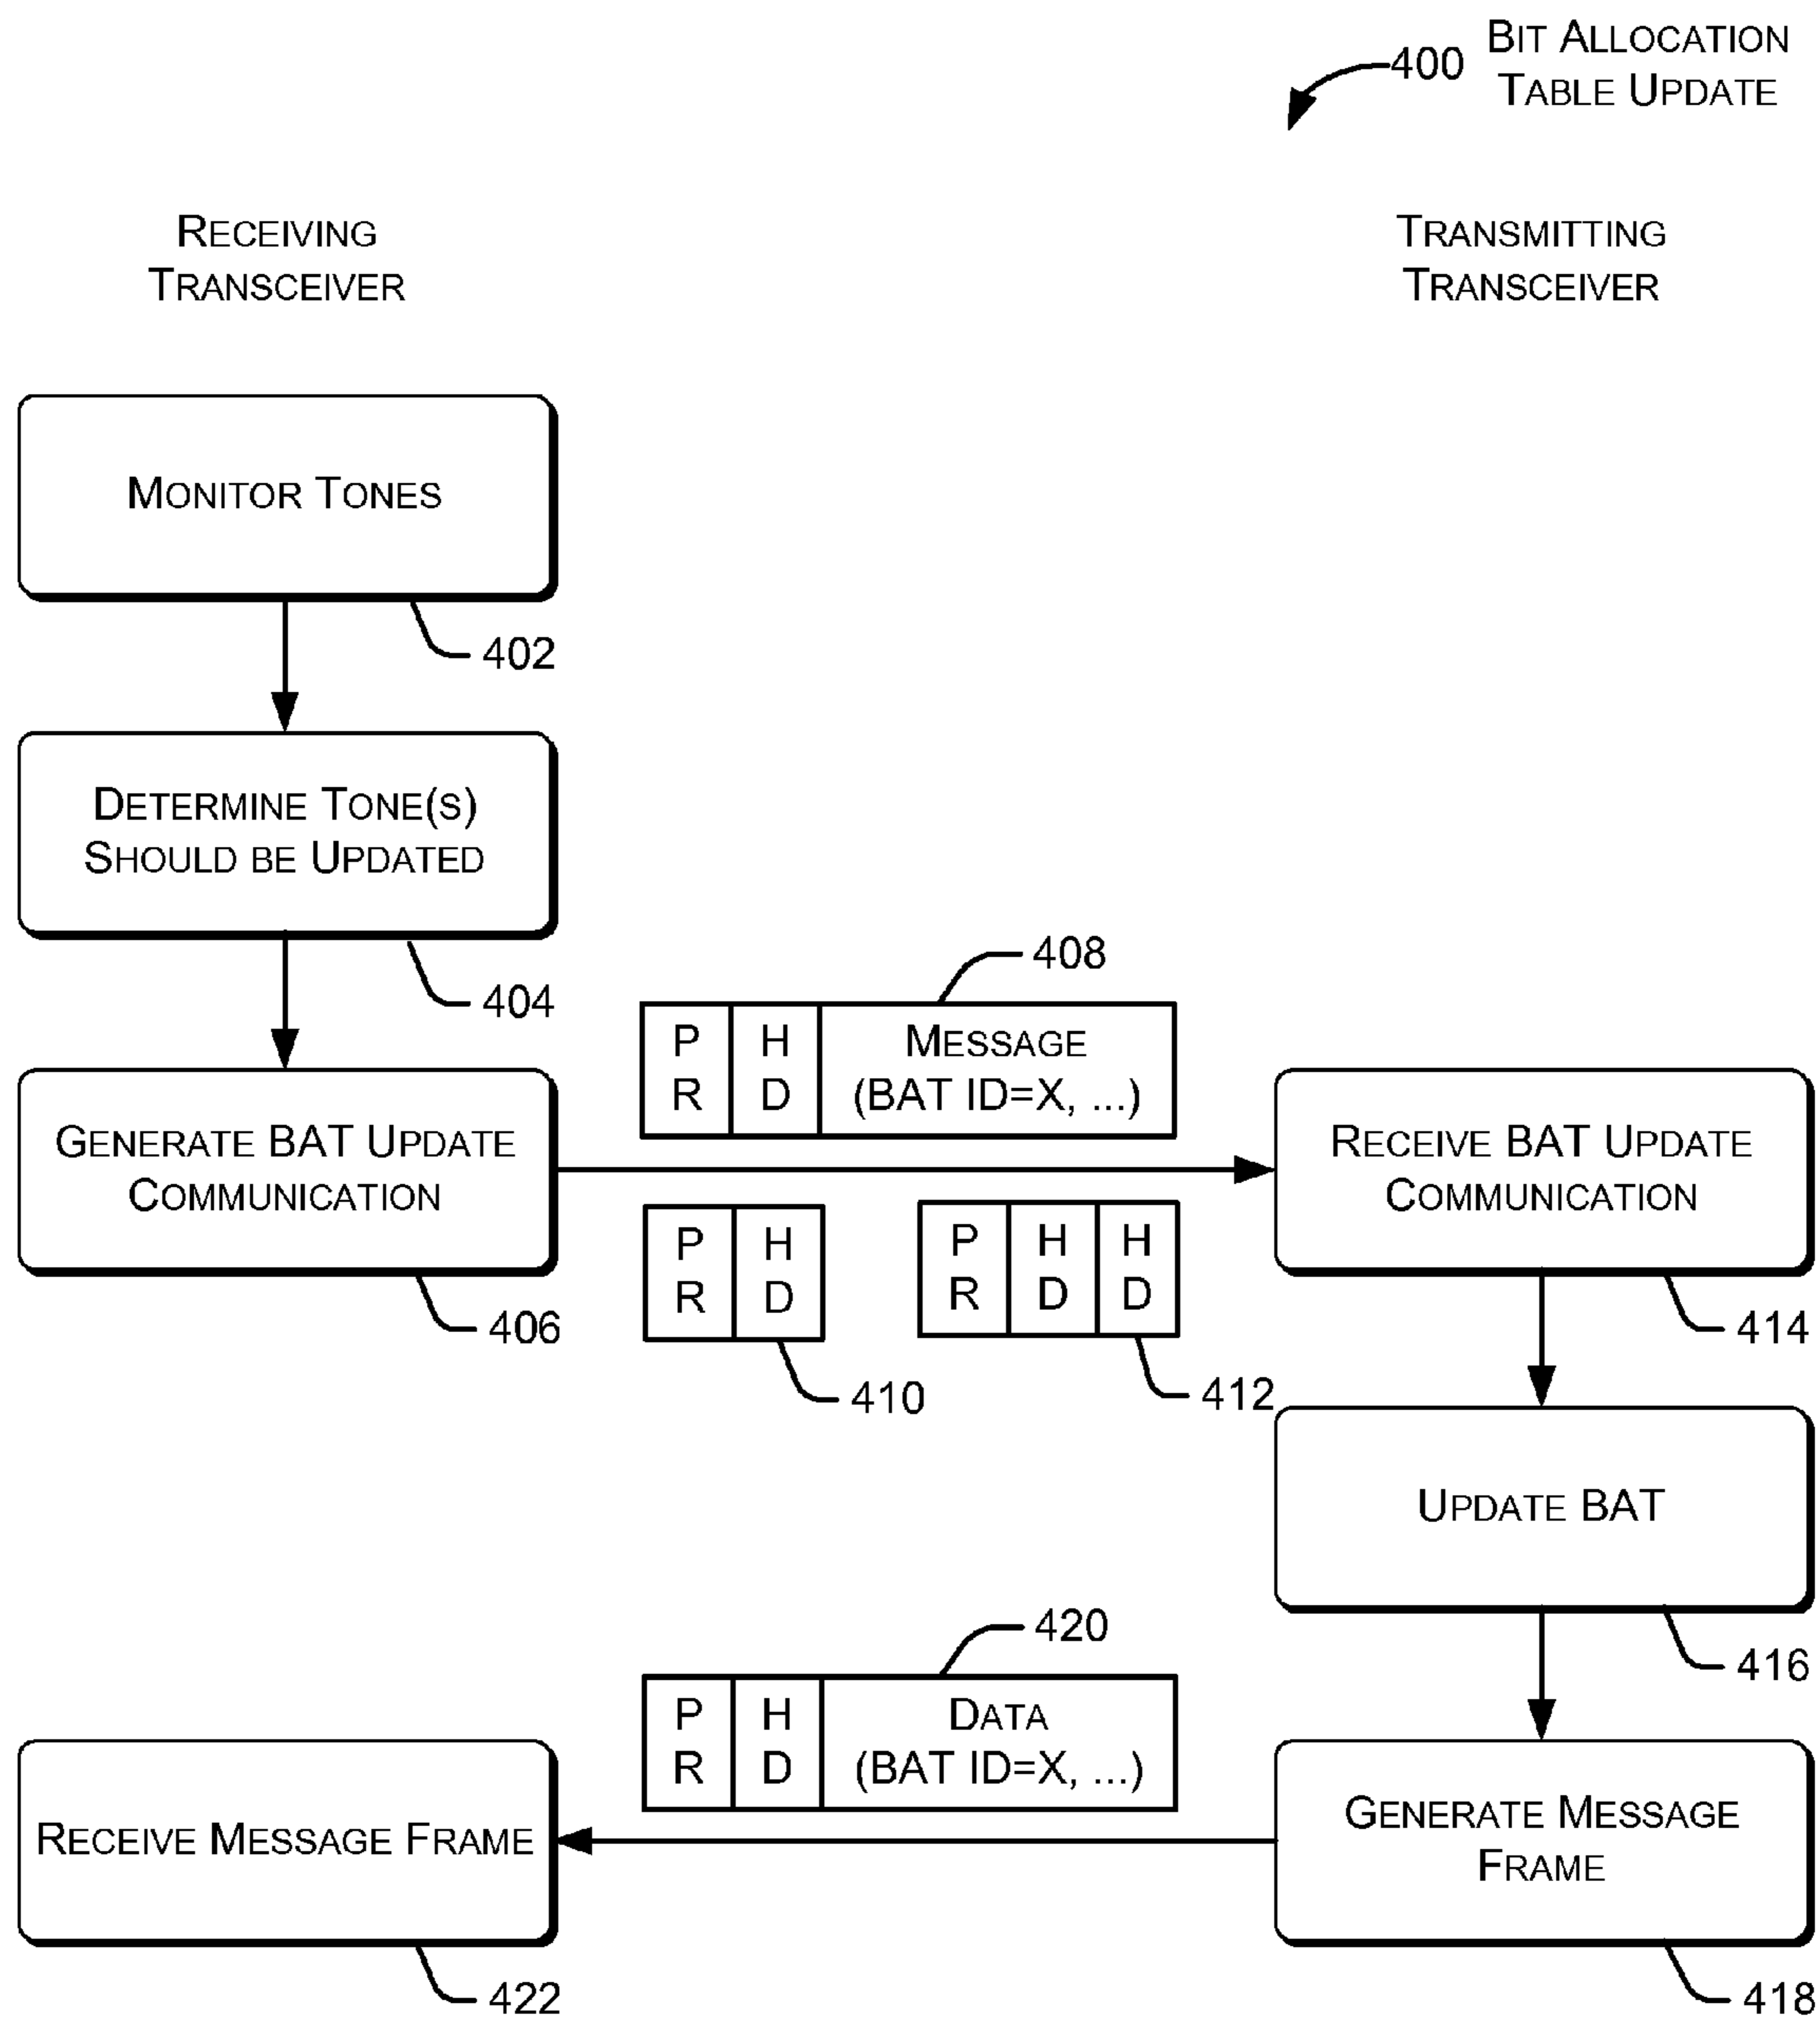 400 BIT ALLOCATION
TABLE UPDATE
RECEIVING
TRANSCEIVER
TRANSMITTING
TRANSCEIVER
MONITOR TONES
402
DETERMINE TONE(S)
SHOULD BE UPDATED
404
408
P H MESSAGE
R D (BAT ID=X, ...)
GENERATE BAT UPDATE
COMMUNICATION
406
P H
R D
410
P H H
R D D
412
RECEIVE BAT UPDATE
COMMUNICATION
414
UPDATE BAT
416
420
P H DATA
R D (BAT ID=X, ...)
GENERATE MESSAGE
FRAME
418
RECEIVE MESSAGE FRAME
422